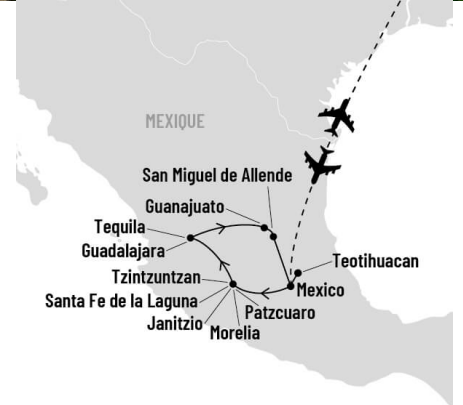 MEXIQUE
San Miguel de Allende
Guanajuato
Tequila
Guadalajara
Teotihuacan
Tzintzuntzan
Mexico
Santa Fe de la Laguna
Patzcuaro
Janitzio
Morelia